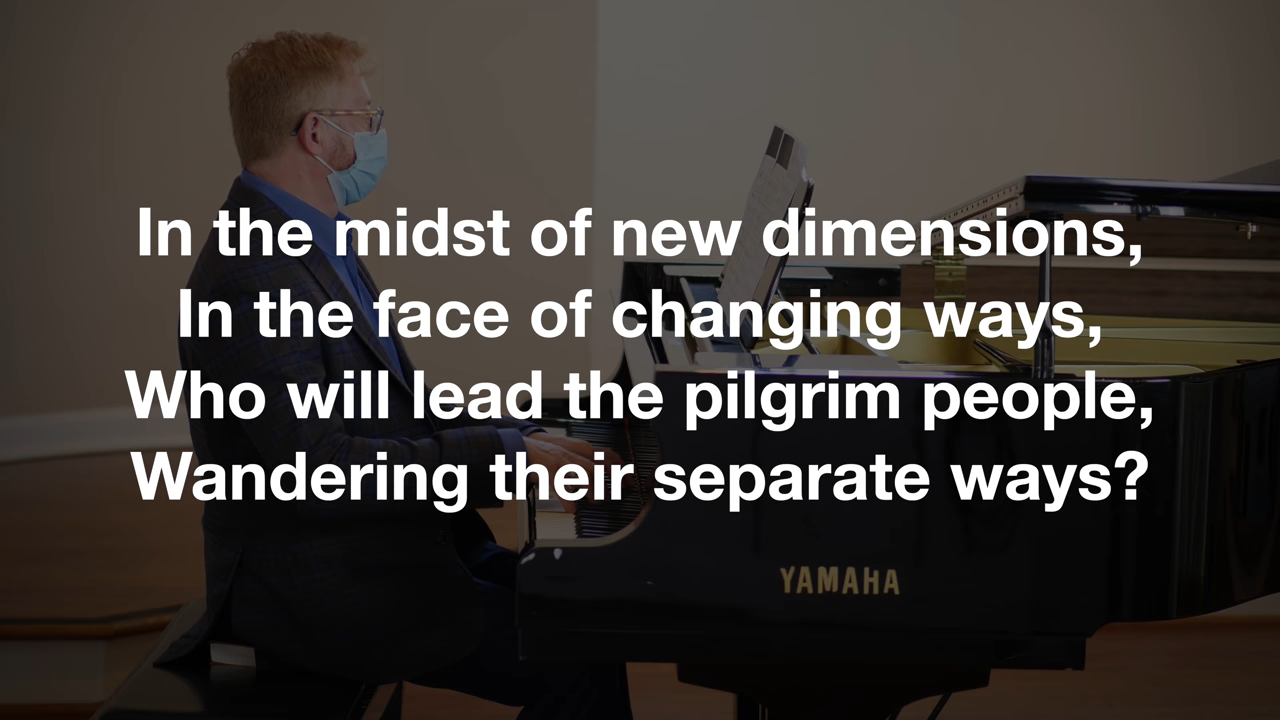 In the midst of new dimensions,
In the face of changing ways,
Who will lead the pilgrim people,
Wandering their separate ways?
YAMAHA